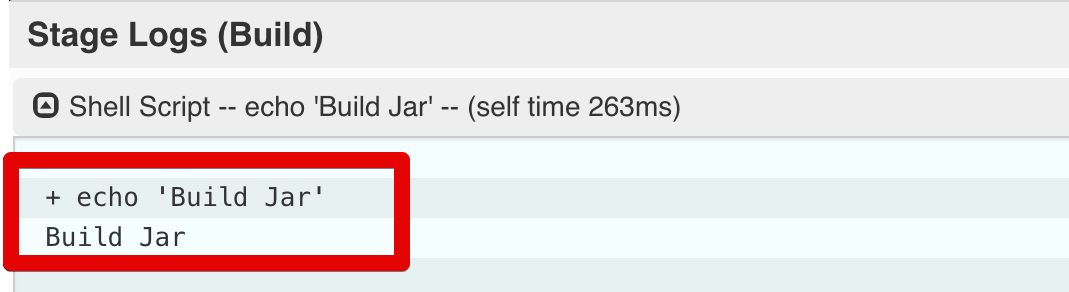 Stage Logs (Build)
Shell Script -- echo 'Build Jar' -- (self time 263ms)
+ echo 'Build Jar'
Build Jar